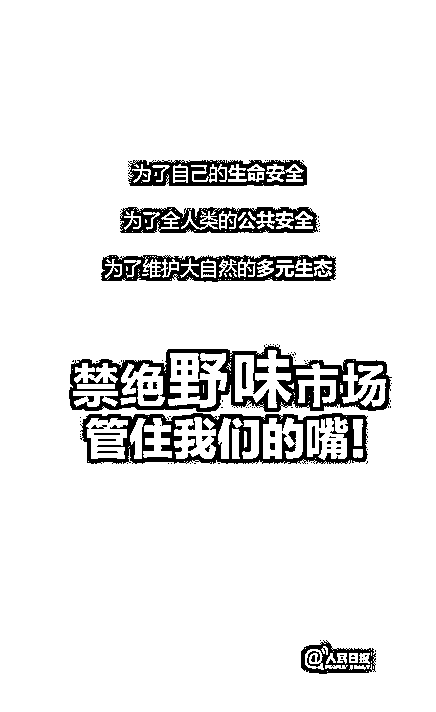 为了自己的生命安全
为了全人类的公共安全
为了维护大自然的多元生态
禁绝野味市场
管住我们的嘴!
@人民日报
PEOPLE'S DAILY